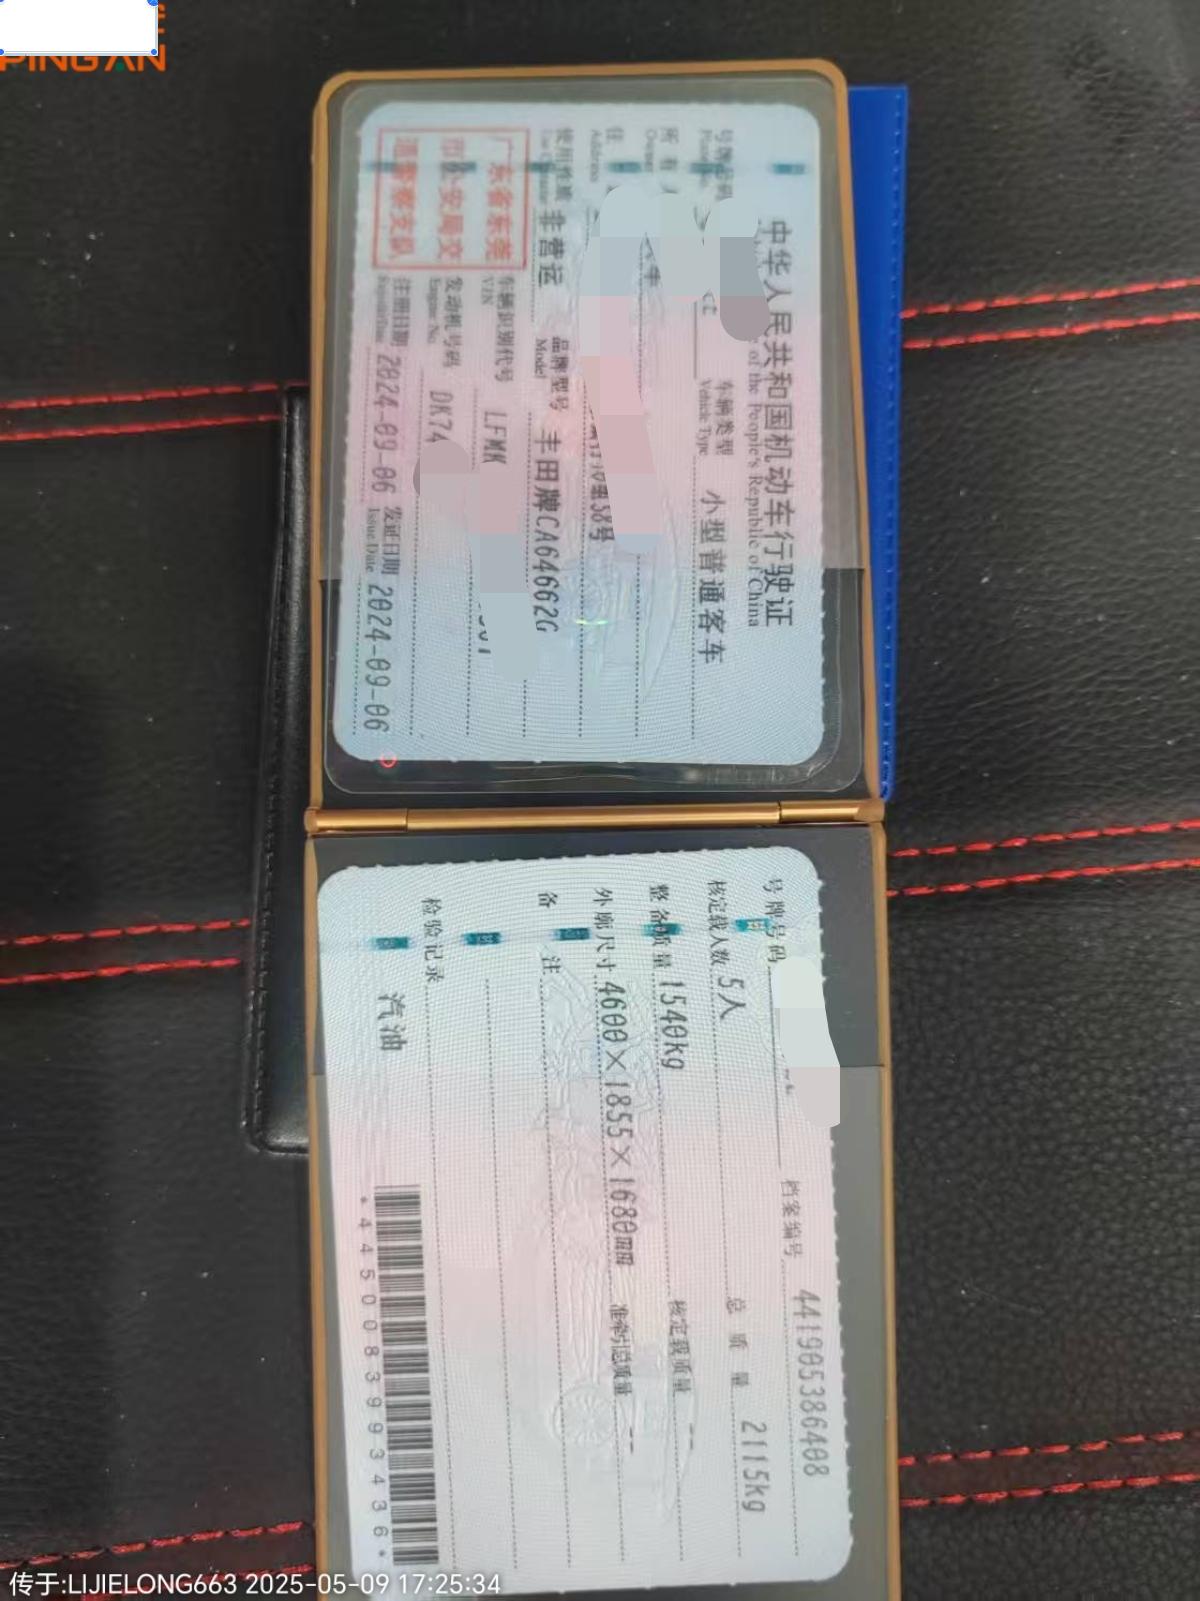 PING AN
中华人民共和国机动车行驶证
of the People's Republic of China
号牌号码
车辆类型 小型普通客车
Vehicle Type
所有人
Owner
住
Address
38号
使用性质 非营运 品牌型号 丰田牌CA64662G
Model
广东省东莞
市公安局交
通警察支队
车辆识别代号 LFMK
VIN
发动机号码 DK74
Engine No.
注册日期 2024-09-06 发证日期 2024-09-06
Register Date Issue Date
号牌号码
档案编号 441905386408
核定载人数 5人 总质量 2115kg
整备质量 1540kg 核定载质量 --
外廓尺寸 4600×1855×1680mm 准牵引总质量 --
备注
检验记录
汽油
*4450083993436*
传于:LIJIELONG663 2025-05-09 17:25:34